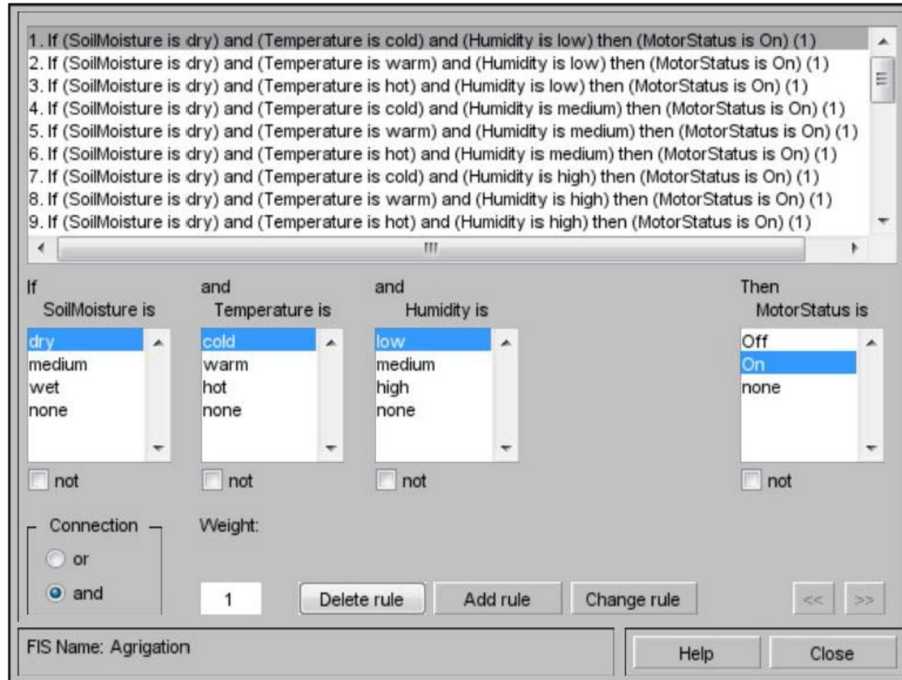 1. If (SoilMoisture is dry) and (Temperature is cold) and (Humidity is low) then (MotorStatus is On) (1)
2. If (SoilMoisture is dry) and (Temperature is warm) and (Humidity is low) then (MotorStatus is On) (1)
3. If (SoilMoisture is dry) and (Temperature is hot) and (Humidity is low) then (MotorStatus is On) (1)
4. If (SoilMoisture is dry) and (Temperature is cold) and (Humidity is medium) then (MotorStatus is On) (1)
5. If (SoilMoisture is dry) and (Temperature is warm) and (Humidity is medium) then (MotorStatus is On) (1)
6. If (SoilMoisture is dry) and (Temperature is hot) and (Humidity is medium) then (MotorStatus is On) (1)
7. If (SoilMoisture is dry) and (Temperature is cold) and (Humidity is high) then (MotorStatus is On) (1)
8. If (SoilMoisture is dry) and (Temperature is warm) and (Humidity is high) then (MotorStatus is On) (1)
9. If (SoilMoisture is dry) and (Temperature is hot) and (Humidity is high) then (MotorStatus is On) (1)
If
SoilMoisture is
dry
medium
wet
none
not
and
Temperature is
cold
warm
hot
none
not
and
Humidity is
low
medium
high
none
not
Then
MotorStatus is
Off
On
none
not
Connection
or
and
Weight:
1
Delete rule
Add rule
Change rule
<<
>>
FIS Name: Agrigation
Help
Close